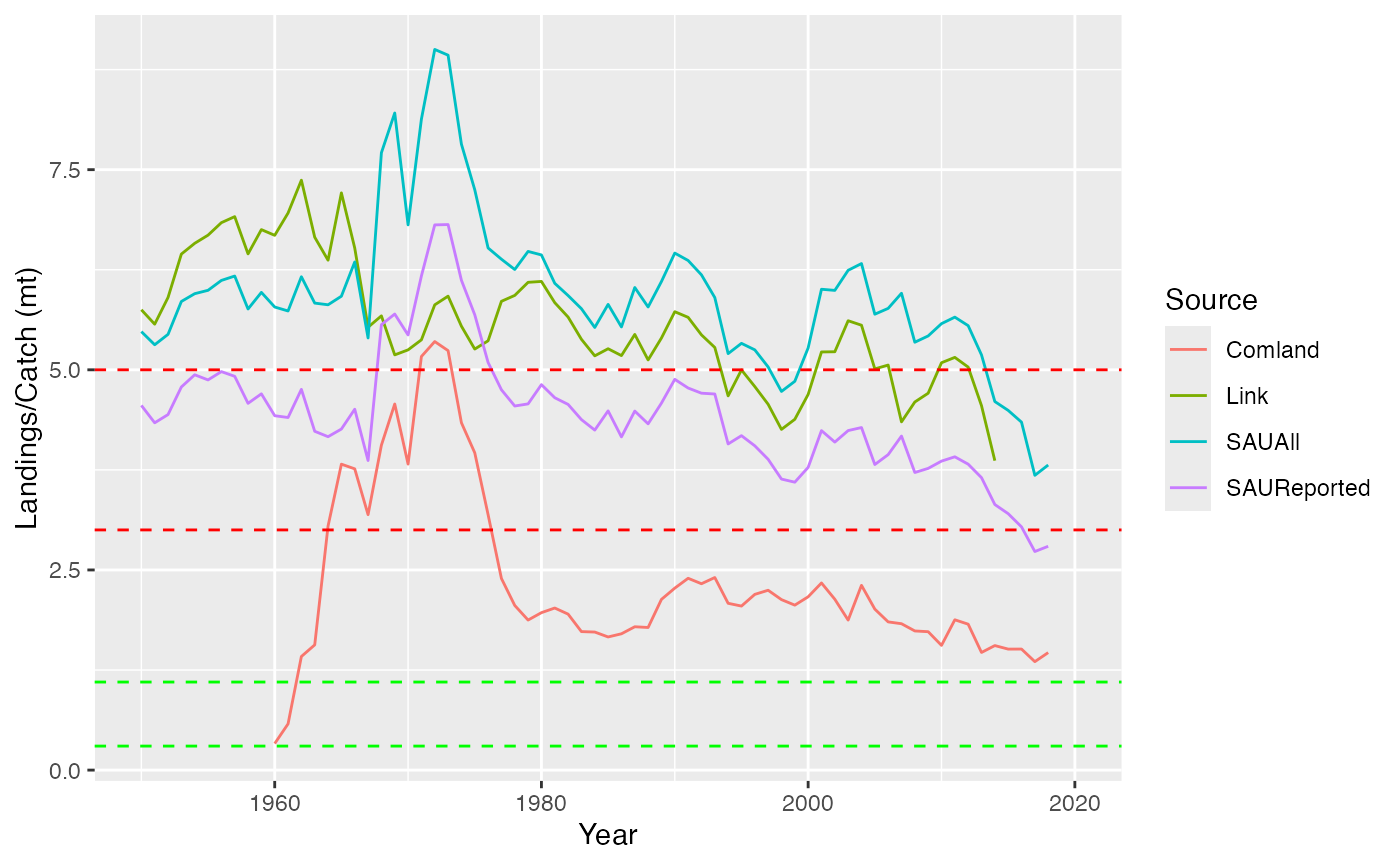 Landings/Catch (mt)
7.5
5.0
2.5
0.0
1960
1980
2000
2020
Year
Source
Comland
Link
SAUAll
SAUReported